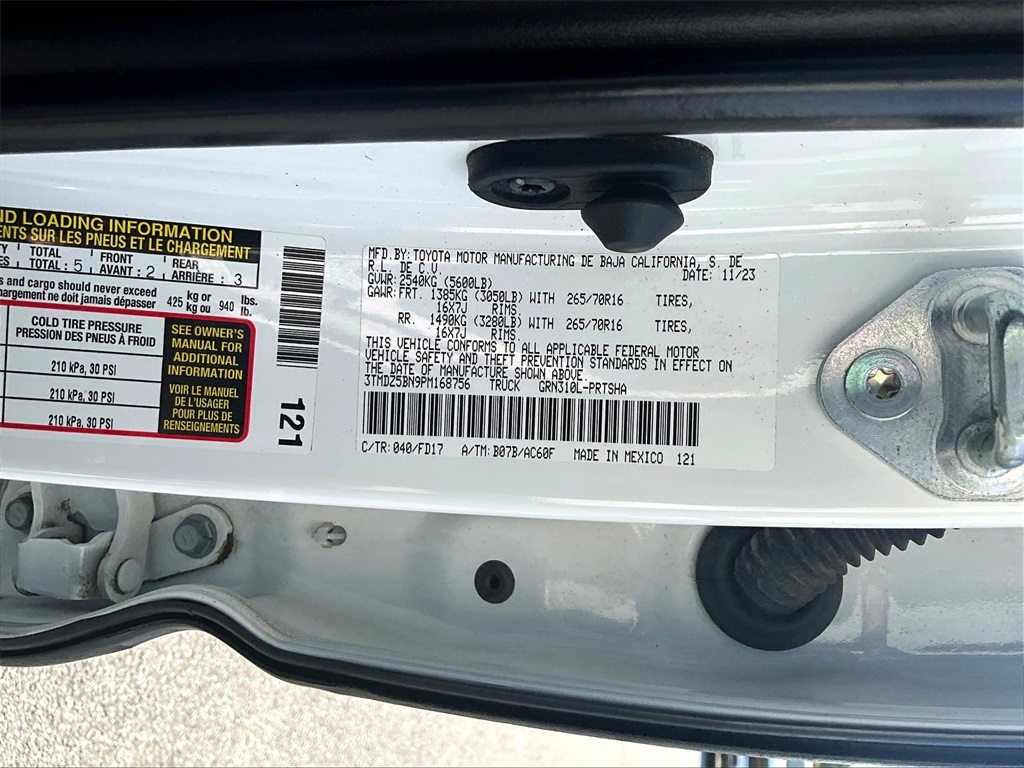 ND LOADING INFORMATION
ENTS SUR LES PNEUS ET LE CHARGEMENT
TOTAL FRONT REAR
TOTAL : 5 AVANT : 2 ARRIÈRE : 3
s and cargo should never exceed
chargement ne doit jamais dépasser
425 kg or kg ou 940 lbs. lb.
COLD TIRE PRESSURE
PRESSION DES PNEUS À FROID
210 kPa, 30 PSI
210 kPa, 30 PSI
210 kPa, 30 PSI
SEE OWNER'S
MANUAL FOR
ADDITIONAL
INFORMATION
VOIR LE MANUEL
DE L'USAGER
POUR PLUS DE
RENSEIGNEMENTS
121
MFD.BY:TOYOTA MOTOR MANUFACTURING DE BAJA CALIFORNIA, S. DE
R.L. DE C.V. DATE: 11/23
GVWR:2540KG (5600LB)
GAWR:FRT. 1385KG (3050LB) WITH 265/70R16 TIRES,
16X7J RIMS.
RR. 1490KG (3280LB) WITH 265/70R16 TIRES,
16X7J RIMS.
THIS VEHICLE CONFORMS TO ALL APPLICABLE FEDERAL MOTOR
VEHICLE SAFETY AND THEFT PREVENTION STANDARDS IN EFFECT ON
THE DATE OF MANUFACTURE SHOWN ABOVE.
3TMDZ5BN9PM168756 TRUCK GRN310L-PRTSHA
C/TR:040/FD17 A/TM:B07B/AC60F MADE IN MEXICO 121